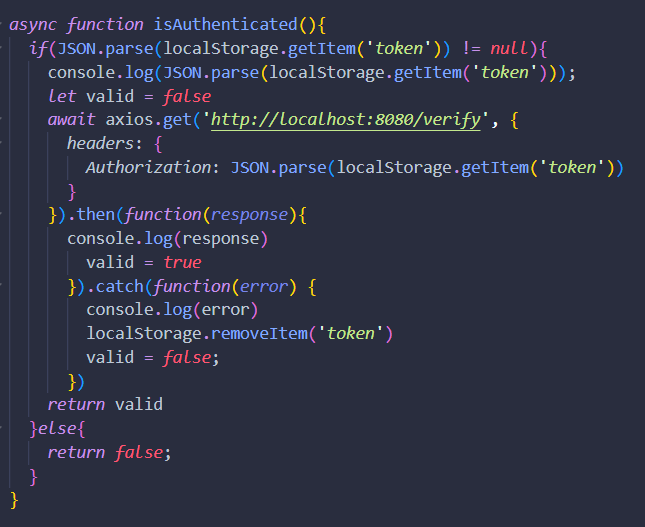 async function isAuthenticated(){
if(JSON.parse(localStorage.getItem('token')) != null){
console.log(JSON.parse(localStorage.getItem('token')));
let valid = false
await axios.get('http://localhost:8080/verify', {
headers: {
Authorization: JSON.parse(localStorage.getItem('token'))
}
}).then(function(response){
console.log(response)
valid = true
}).catch(function(error) {
console.log(error)
localStorage.removeItem('token')
valid = false;
})
return valid
}else{
return false;
}
}